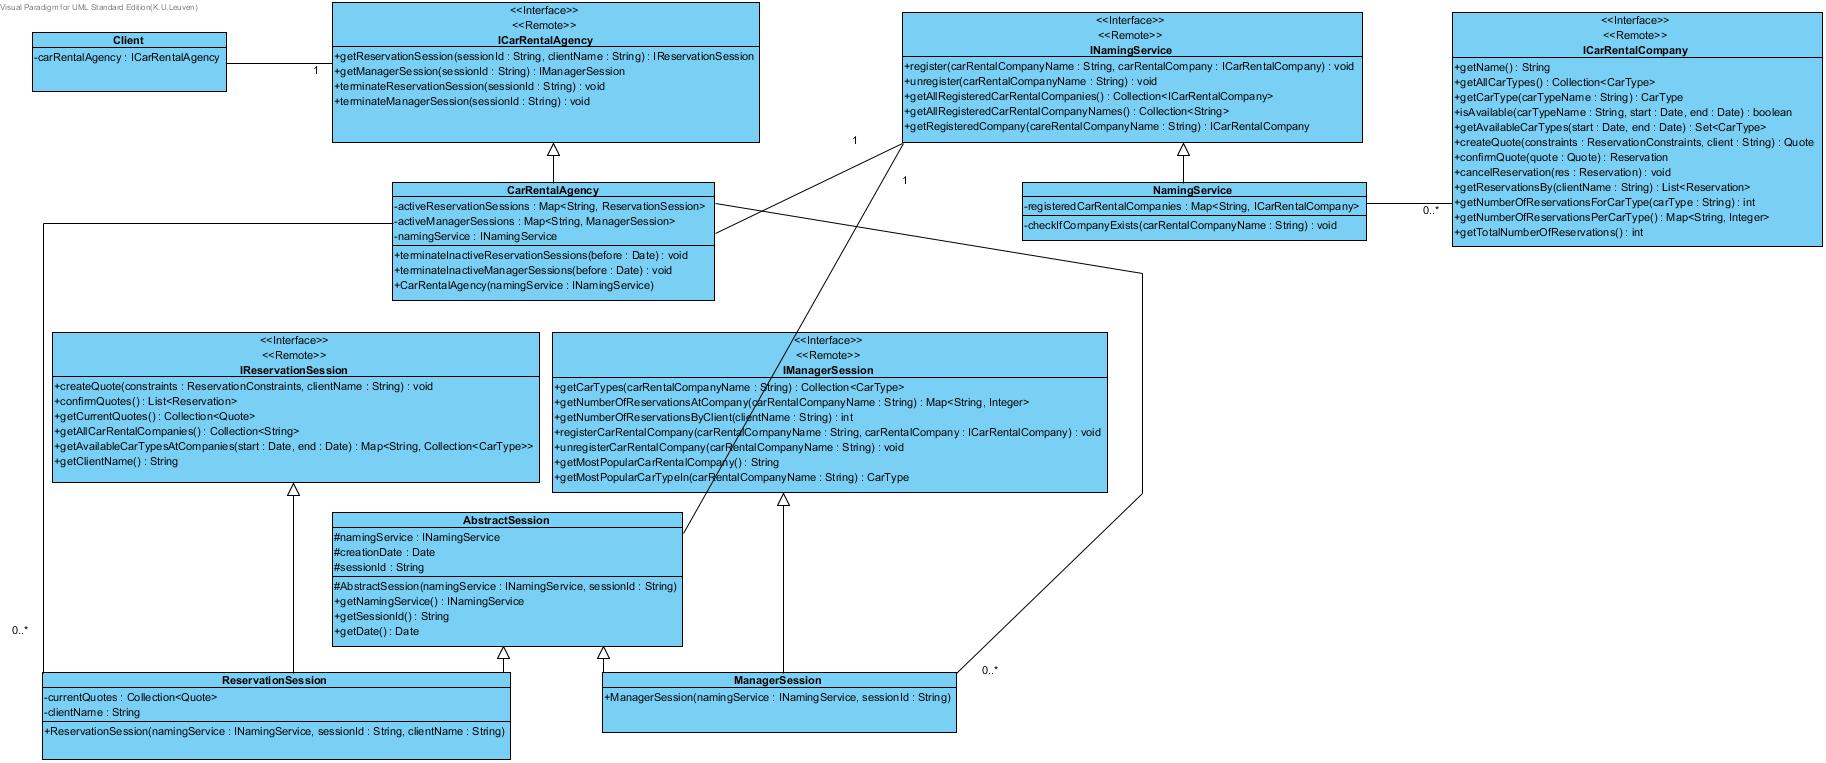 Visual Paradigm for UML Standard Edition(K.U.Leuven)
Client
-carRentalAgency : ICarRentalAgency
1
<<Interface>>
<<Remote>>
ICarRentalAgency
+getReservationSession(sessionId : String, clientName : String) : IReservationSession
+getManagerSession(sessionId : String) : IManagerSession
+terminateReservationSession(sessionId : String) : void
+terminateManagerSession(sessionId : String) : void
<<Interface>>
<<Remote>>
INamingService
+register(carRentalCompanyName : String, carRentalCompany : ICarRentalCompany) : void
+unregister(carRentalCompanyName : String) : void
+getAllRegisteredCarRentalCompanies() : Collection<ICarRentalCompany>
+getAllRegisteredCarRentalCompanyNames() : Collection<String>
+getRegisteredCompany(careRentalCompanyName : String) : ICarRentalCompany
<<Interface>>
<<Remote>>
ICarRentalCompany
+getName() : String
+getAllCarTypes() : Collection<CarType>
+getCarType(carTypeName : String) : CarType
+isAvailable(carTypeName : String, start : Date, end : Date) : boolean
+getAvailableCarTypes(start : Date, end : Date) : Set<CarType>
+createQuote(constraints : ReservationConstraints, client : String) : Quote
+confirmQuote(quote : Quote) : Reservation
+cancelReservation(res : Reservation) : void
+getReservationsBy(clientName : String) : List<Reservation>
+getNumberOfReservationsForCarType(carType : String) : int
+getNumberOfReservationsPerCarType() : Map<String, Integer>
+getTotalNumberOfReservations() : int
1
1
CarRentalAgency
-activeReservationSessions : Map<String, ReservationSession>
-activeManagerSessions : Map<String, ManagerSession>
-namingService : INamingService
+terminateInactiveReservationSessions(before : Date) : void
+terminateInactiveManagerSessions(before : Date) : void
+CarRentalAgency(namingService : INamingService)
NamingService
-registeredCarRentalCompanies : Map<String, ICarRentalCompany>
-checkIfCompanyExists(carRentalCompanyName : String) : void
0..*
<<Interface>>
<<Remote>>
IReservationSession
+createQuote(constraints : ReservationConstraints, clientName : String) : void
+confirmQuotes() : List<Reservation>
+getCurrentQuotes() : Collection<Quote>
+getAllCarRentalCompanies() : Collection<String>
+getAvailableCarTypesAtCompanies(start : Date, end : Date) : Map<String, Collection<CarType>>
+getClientName() : String
<<Interface>>
<<Remote>>
IManagerSession
+getCarTypes(carRentalCompanyName : String) : Collection<CarType>
+getNumberOfReservationsAtCompany(carRentalCompanyName : String) : Map<String, Integer>
+getNumberOfReservationsByClient(clientName : String) : int
+registerCarRentalCompany(carRentalCompanyName : String, carRentalCompany : ICarRentalCompany) : void
+unregisterCarRentalCompany(carRentalCompanyName : String) : void
+getMostPopularCarRentalCompany() : String
+getMostPopularCarTypeIn(carRentalCompanyName : String) : CarType
AbstractSession
#namingService : INamingService
#creationDate : Date
#sessionId : String
#AbstractSession(namingService : INamingService, sessionId : String)
+getNamingService() : INamingService
+getSessionId() : String
+getDate() : Date
0..*
0..*
ReservationSession
-currentQuotes : Collection<Quote>
-clientName : String
+ReservationSession(namingService : INamingService, sessionId : String, clientName : String)
ManagerSession
+ManagerSession(namingService : INamingService, sessionId : String)